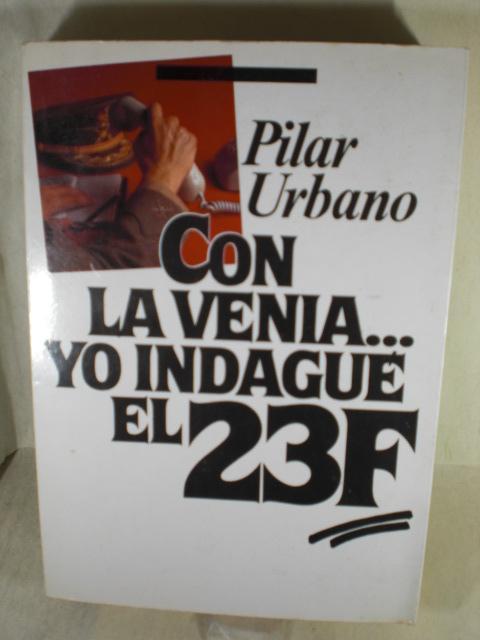 Pilar
Urbano
CON
LA VENIA...
YO INDAGUÉ
EL 23F